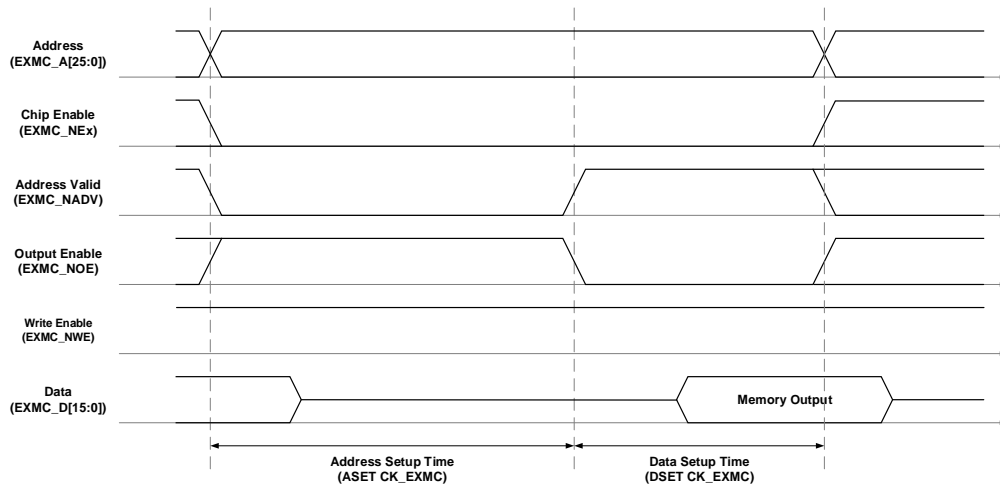 Address
(EXMC_A[25:0])
Chip Enable
(EXMC_NEx)
Address Valid
(EXMC_NADV)
Output Enable
(EXMC_NOE)
Write Enable
(EXMC_NWE)
Data
(EXMC_D[15:0])
Memory Output
Address Setup Time
(ASET CK_EXMC)
Data Setup Time
(DSET CK_EXMC)